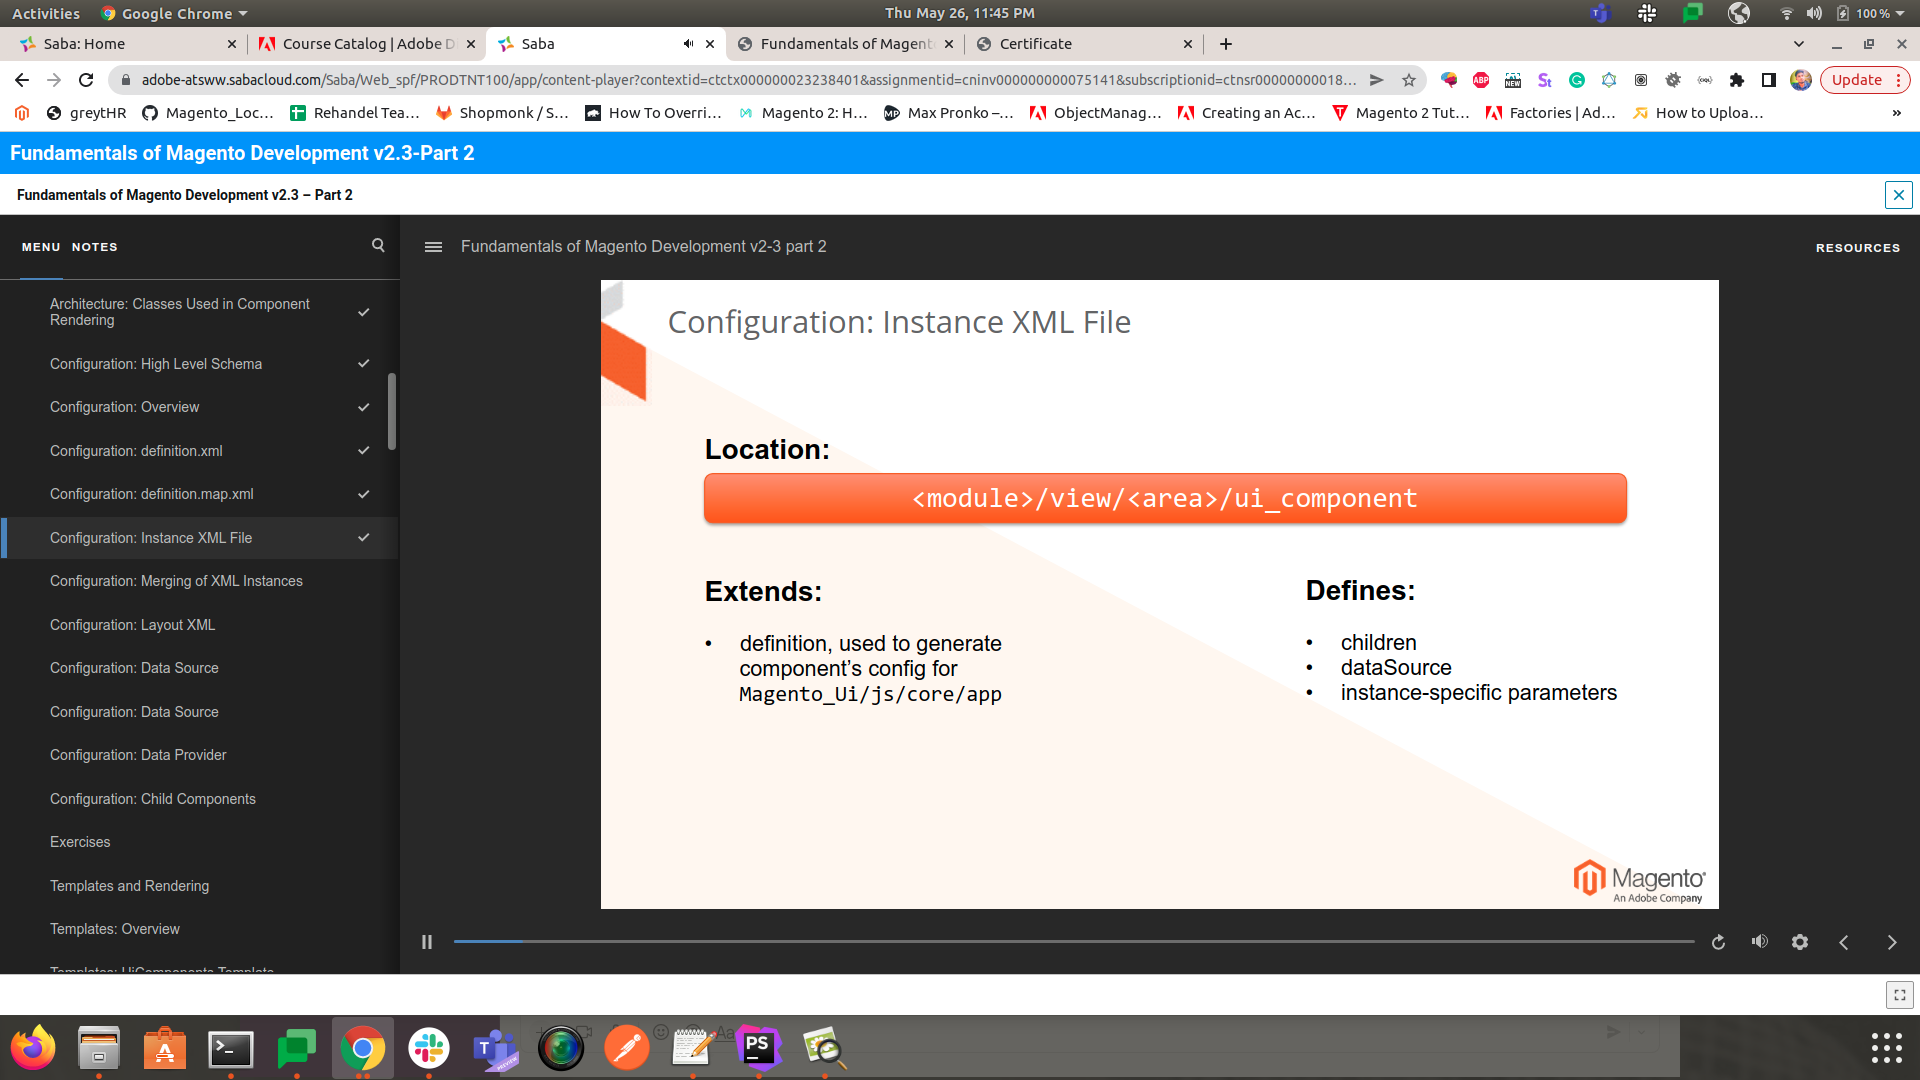 Activities Google Chrome Thu May 26, 11:45 PM 100 %
Saba: Home Course Catalog | Adobe D Saba Fundamentals of Magent Certificate
adobe-atsww.sabacloud.com/Saba/Web_spf/PRODTNT100/app/content-player?contextid=ctctx000000023238401&assignmentid=cninv000000000075141&subscriptionid=ctnsr00000000018... Update
greytHR Magento_Loc... Rehandel Tea... Shopmonk / S... How To Overri... Magento 2: H... Max Pronko –... ObjectManag... Creating an Ac... Magento 2 Tut... Factories | Ad... How to Uploa... »
Fundamentals of Magento Development v2.3-Part 2
Fundamentals of Magento Development v2.3 – Part 2
MENU NOTES
Fundamentals of Magento Development v2-3 part 2
RESOURCES
Architecture: Classes Used in Component
Rendering
Configuration: High Level Schema
Configuration: Overview
Configuration: definition.xml
Configuration: definition.map.xml
Configuration: Instance XML File
Configuration: Merging of XML Instances
Configuration: Layout XML
Configuration: Data Source
Configuration: Data Source
Configuration: Data Provider
Configuration: Child Components
Exercises
Templates and Rendering
Templates: Overview
Templates: UiComponents Template
Configuration: Instance XML File
Location:
<module>/view/<area>/ui_component
Extends:
• definition, used to generate
component’s config for
Magento_Ui/js/core/app
Defines:
• children
• dataSource
• instance-specific parameters
Magento
An Adobe Company